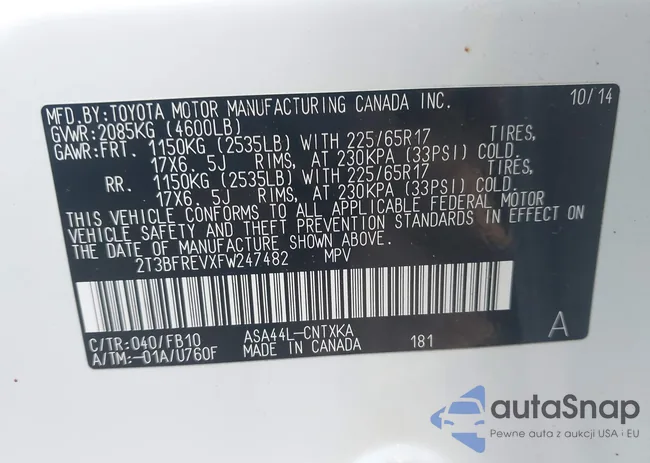 MFD.BY:TOYOTA MOTOR MANUFACTURING CANADA INC. 10/14
GVWR:2085KG (4600LB)
GAWR:FRT. 1150KG (2535LB) WITH 225/65R17 TIRES,
17X6. 5J RIMS, AT 230KPA (33PSI) COLD.
RR. 1150KG (2535LB) WITH 225/65R17 TIRES,
17X6. 5J RIMS, AT 230KPA (33PSI) COLD.
THIS VEHICLE CONFORMS TO ALL APPLICABLE FEDERAL MOTOR
VEHICLE SAFETY AND THEFT PREVENTION STANDARDS IN EFFECT ON
THE DATE OF MANUFACTURE SHOWN ABOVE.
2T3BFREVXFW247482 MPV
C/TR:040/FB10 ASA44L-CNTXKA A
A/TM:-01A/U760F MADE IN CANADA 181
autaSnap
Pewne auta z aukcji USA i EU